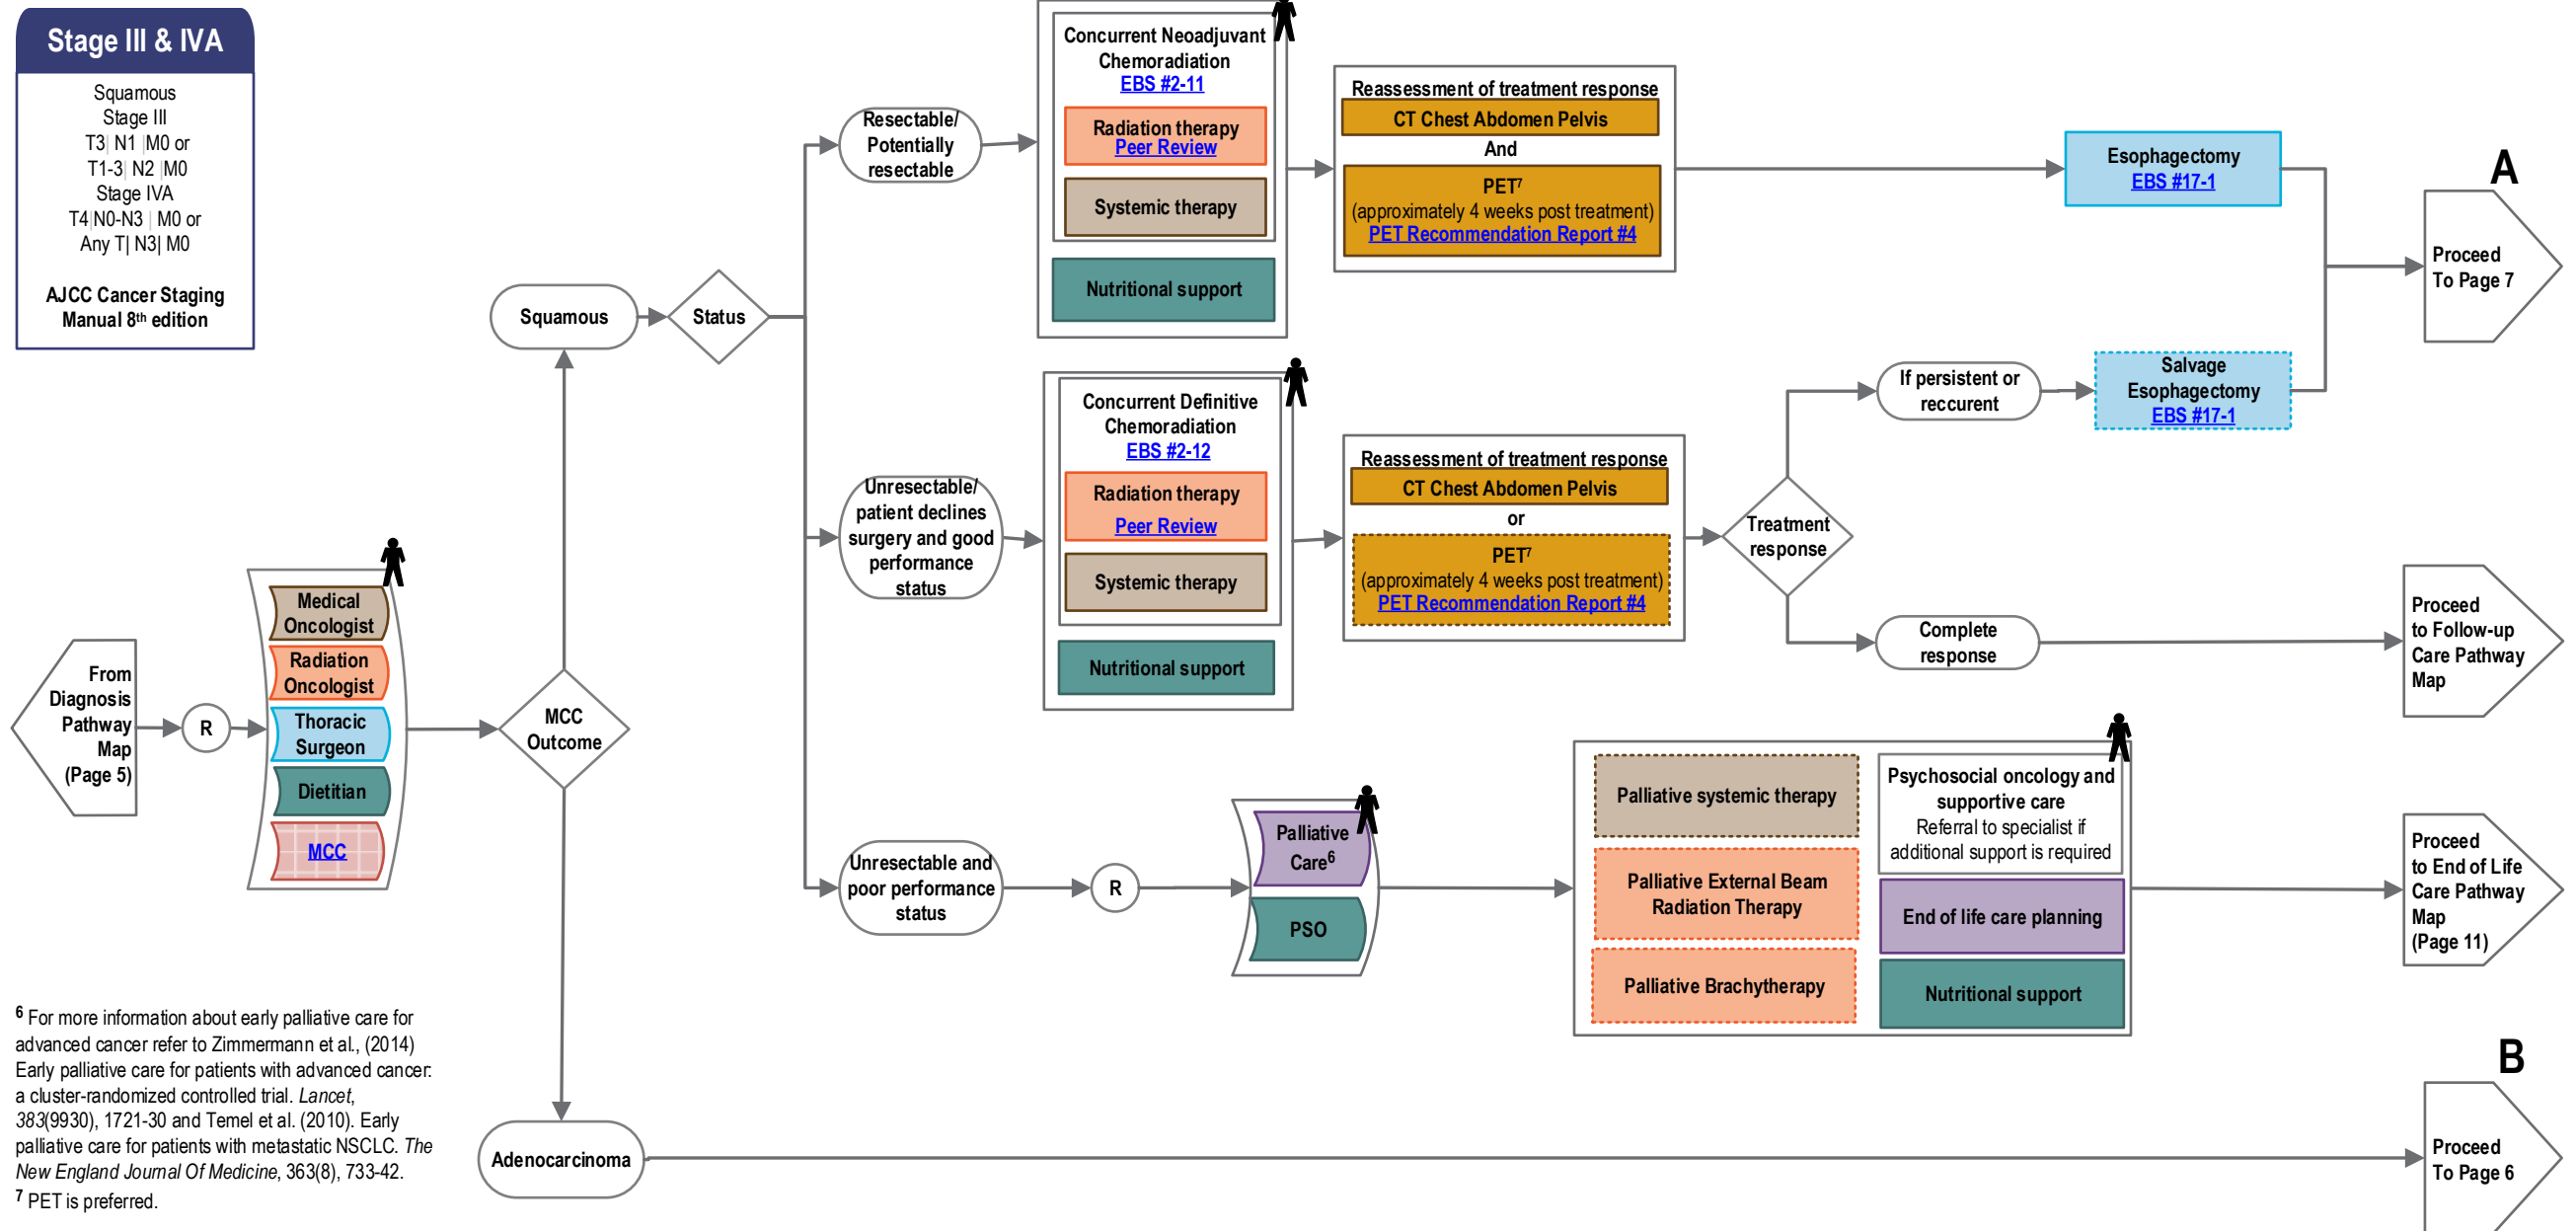 Stage III & IVA
Squamous
Stage III
T3| N1 |M0 or
T1-3| N2 |M0
Stage IVA
T4|N0-N3 | M0 or
Any T| N3| M0
AJCC Cancer Staging
Manual 8th edition
From
Diagnosis
Pathway
Map
(Page 5)
R
Medical
Oncologist
Radiation
Oncologist
Thoracic
Surgeon
Dietitian
MCC
MCC
Outcome
Squamous
Status
Resectable/
Potentially
resectable
Concurrent Neoadjuvant
Chemoradiation
EBS #2-11
Radiation therapy
Peer Review
Systemic therapy
Nutritional support
Reassessment of treatment response
CT Chest Abdomen Pelvis
And
PET7
(approximately 4 weeks post treatment)
PET Recommendation Report #4
Esophagectomy
EBS #17-1
A
Proceed
To Page 7
Unresectable/
patient declines
surgery and good
performance
status
Concurrent Definitive
Chemoradiation
EBS #2-12
Radiation therapy
Peer Review
Systemic therapy
Nutritional support
Reassessment of treatment response
CT Chest Abdomen Pelvis
or
PET7
(approximately 4 weeks post treatment)
PET Recommendation Report #4
Treatment
response
If persistent or
reccurent
Salvage
Esophagectomy
EBS #17-1
Complete
response
Proceed
to Follow-up
Care Pathway
Map
Unresectable and
poor performance
status
R
Palliative
Care6
PSO
Palliative systemic therapy
Palliative External Beam
Radiation Therapy
Palliative Brachytherapy
Psychosocial oncology and
supportive care
Referral to specialist if
additional support is required
End of life care planning
Nutritional support
Proceed
to End of Life
Care Pathway
Map
(Page 11)
Adenocarcinoma
B
Proceed
To Page 6
6 For more information about early palliative care for
advanced cancer refer to Zimmermann et al., (2014)
Early palliative care for patients with advanced cancer:
a cluster-randomized controlled trial. Lancet,
383(9930), 1721-30 and Temel et al. (2010). Early
palliative care for patients with metastatic NSCLC. The
New England Journal Of Medicine, 363(8), 733-42.
7 PET is preferred.